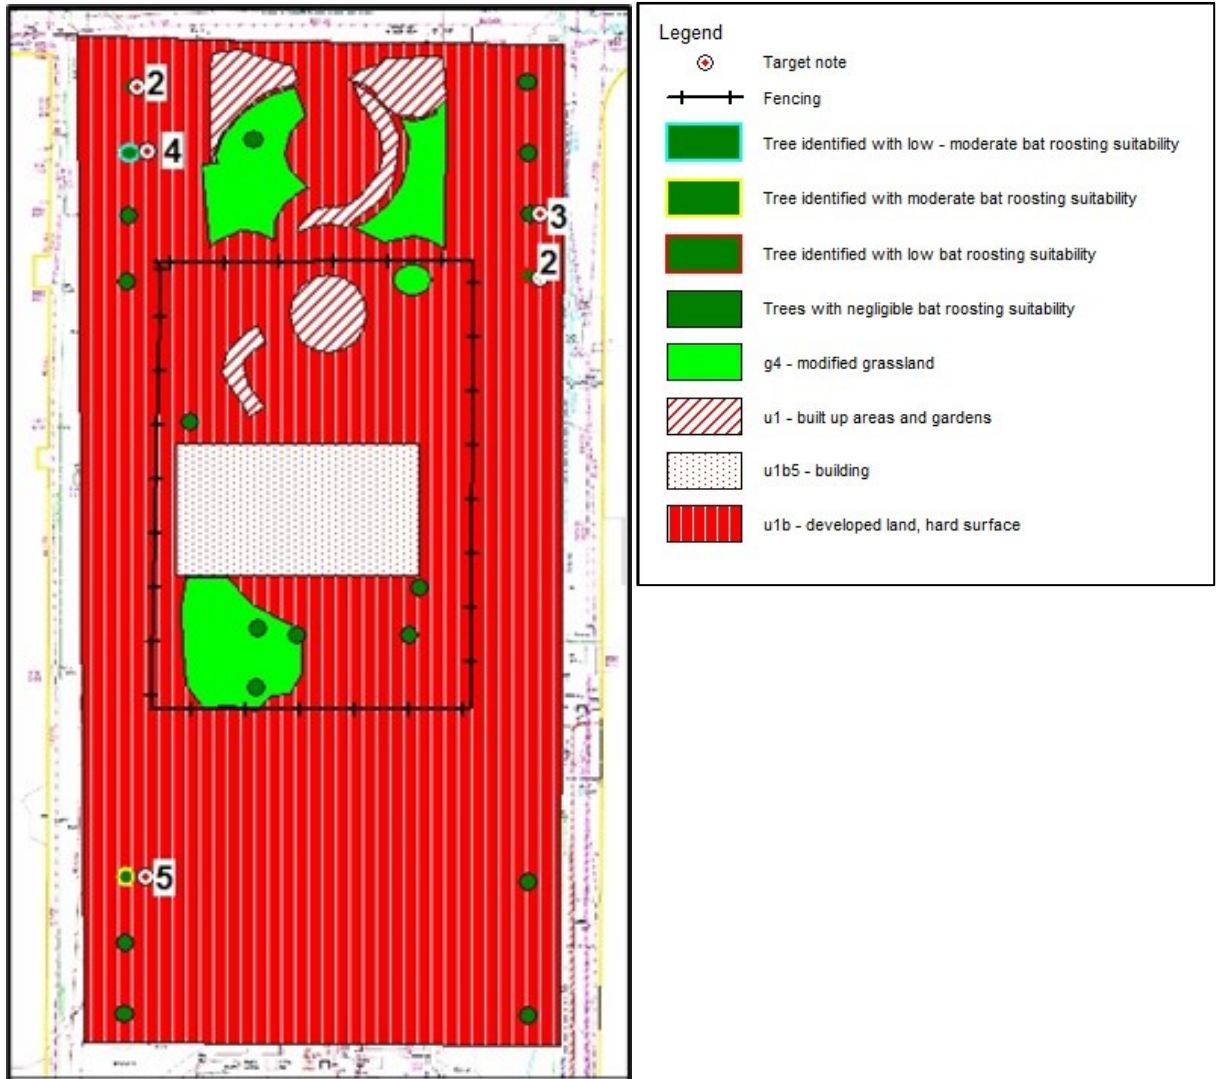 2
4
3
2
5
Legend
Target note
Fencing
Tree identified with low - moderate bat roosting suitability
Tree identified with moderate bat roosting suitability
Tree identified with low bat roosting suitability
Trees with negligible bat roosting suitability
g4 - modified grassland
u1 - built up areas and gardens
u1b5 - building
u1b - developed land, hard surface